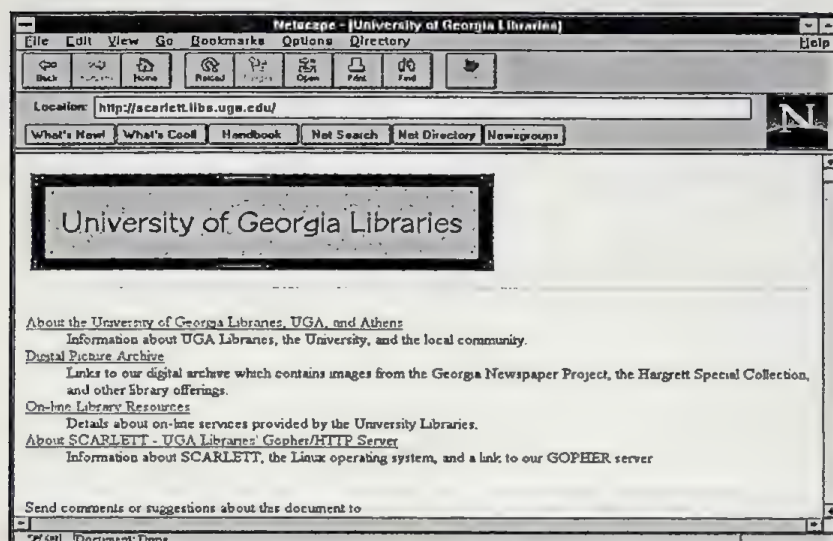 Netscape - [University of Georgia Libraries]
File Edit View Go Bookmarks Options Directory Help
Back Home Reload Open Print Find
Location: http://scarlett.libs.uga.edu/
What's New! What's Cool! Handbook Net Search Net Directory Newsgroups
N
University of Georgia Libraries
About the University of Georgia Libraries, UGA, and Athens
Information about UGA Libraries, the University, and the local community.
Digital Picture Archive
Links to our digital archive which contains images from the Georgia Newspaper Project, the Hargrett Special Collection,
and other library offerings.
On-line Library Resources
Details about on-line services provided by the University Libraries.
About SCARLETT - UGA Libraries' Gopher/HTTP Server
Information about SCARLETT, the Linux operating system, and a link to our GOPHER server
Send comments or suggestions about this document to
Document: Done